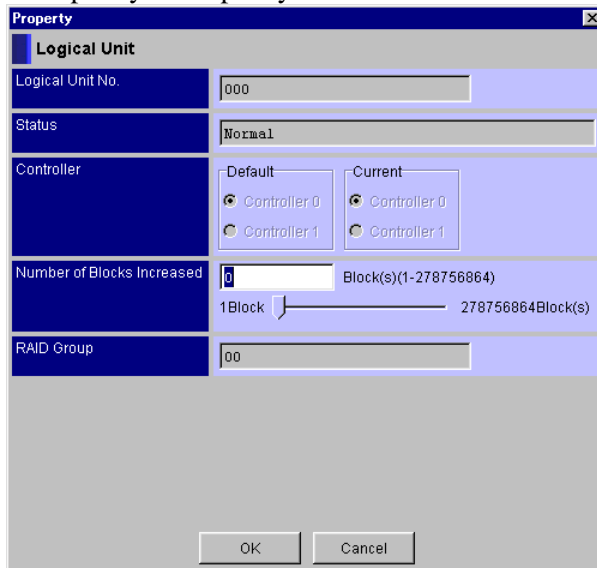 Property
Logical Unit
Logical Unit No.
000
Status
Normal
Controller
Default
Current
Controller 0
Controller 0
Controller 1
Controller 1
Number of Blocks Increased
0
Block(s)(1-278756864)
1Block
278756864Block(s)
RAID Group
00
OK
Cancel